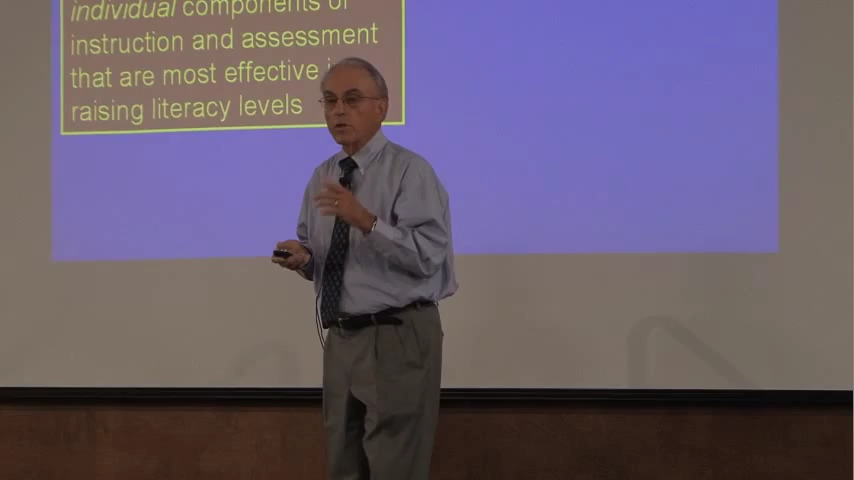 individual components of
instruction and assessment
that are most effective
raising literacy levels